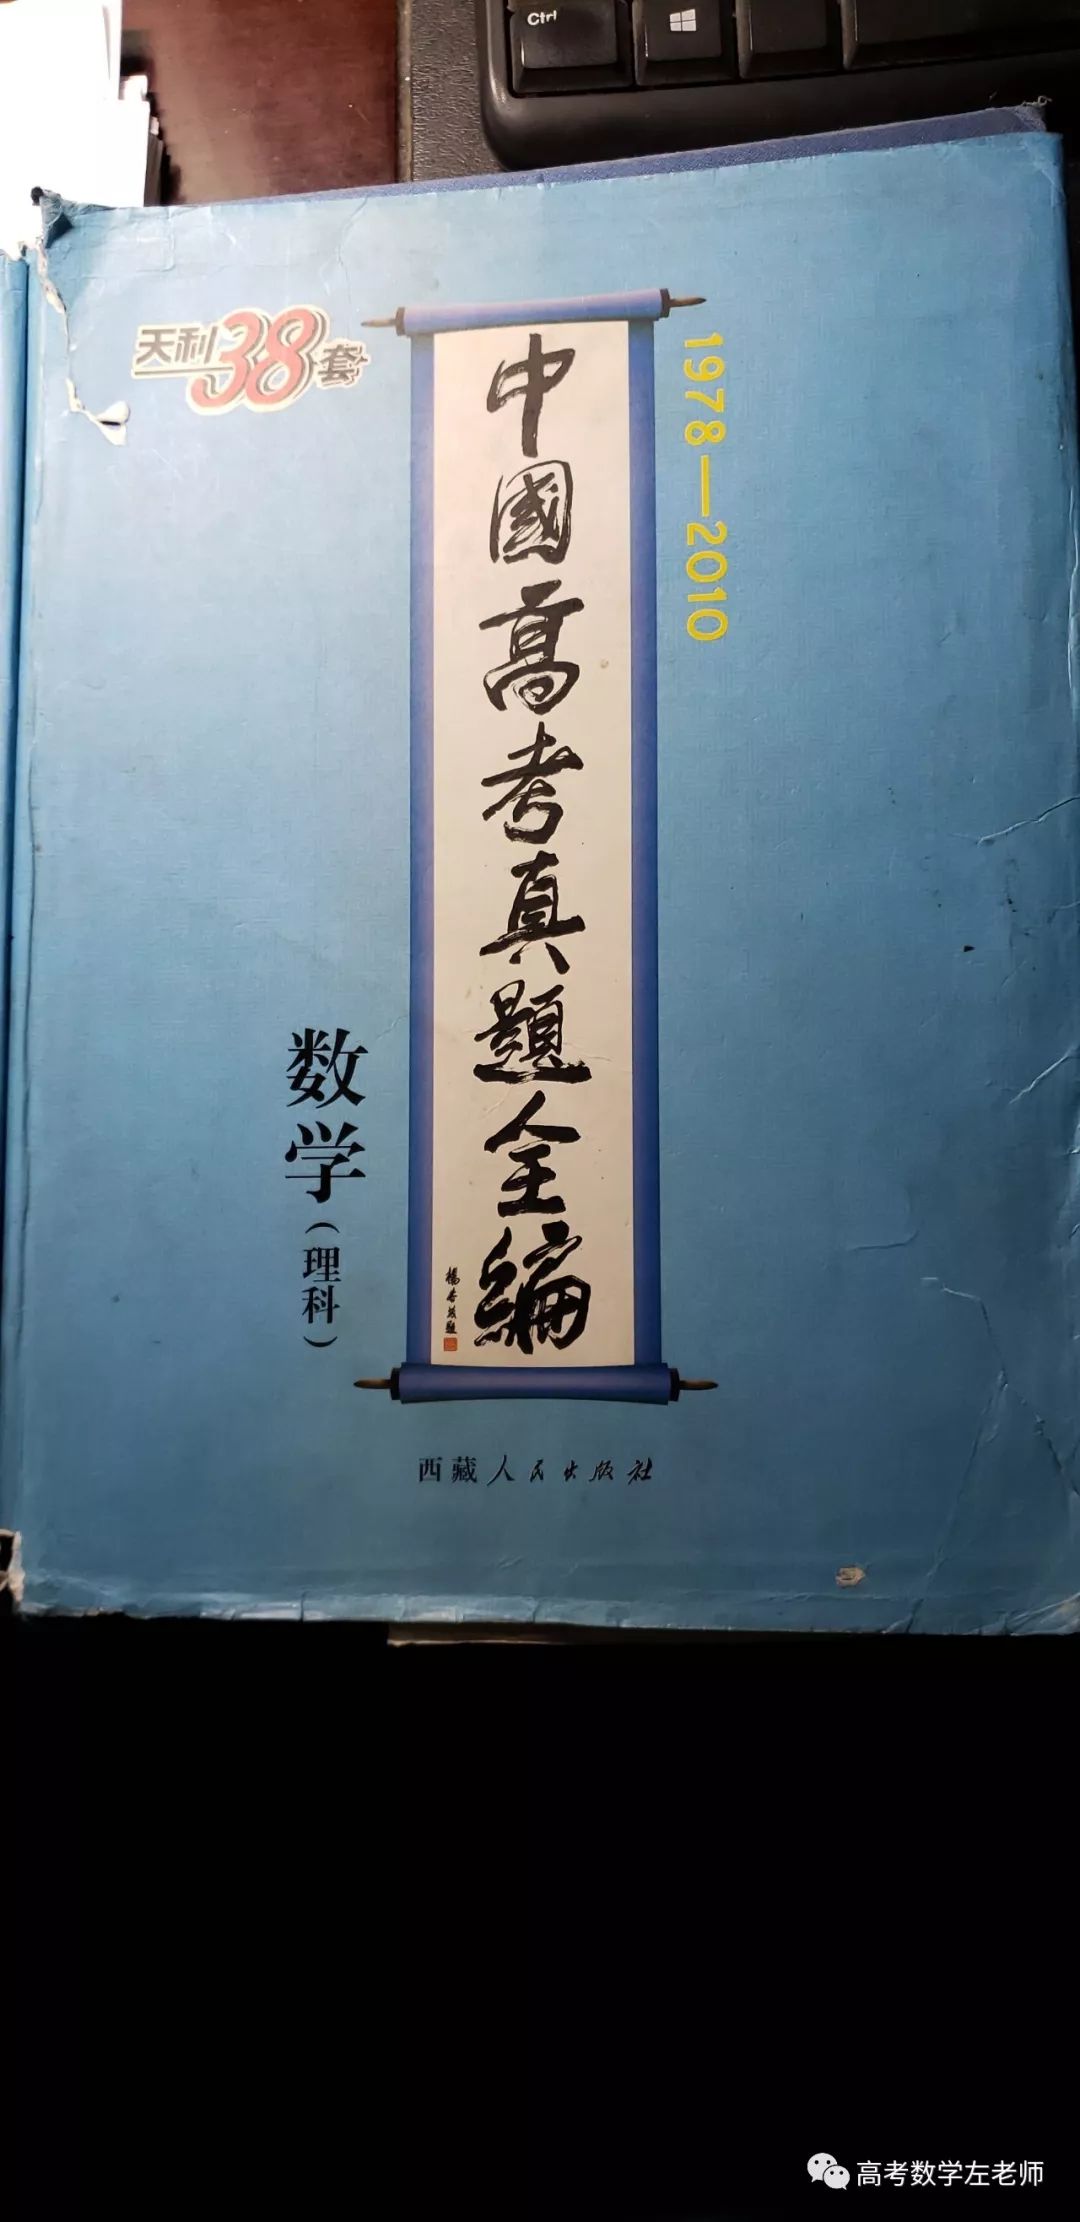 Ctrl
天利38套
1978—2010
中國高考真題全編
数学(理科)
西藏人民出版社
高考数学左老师